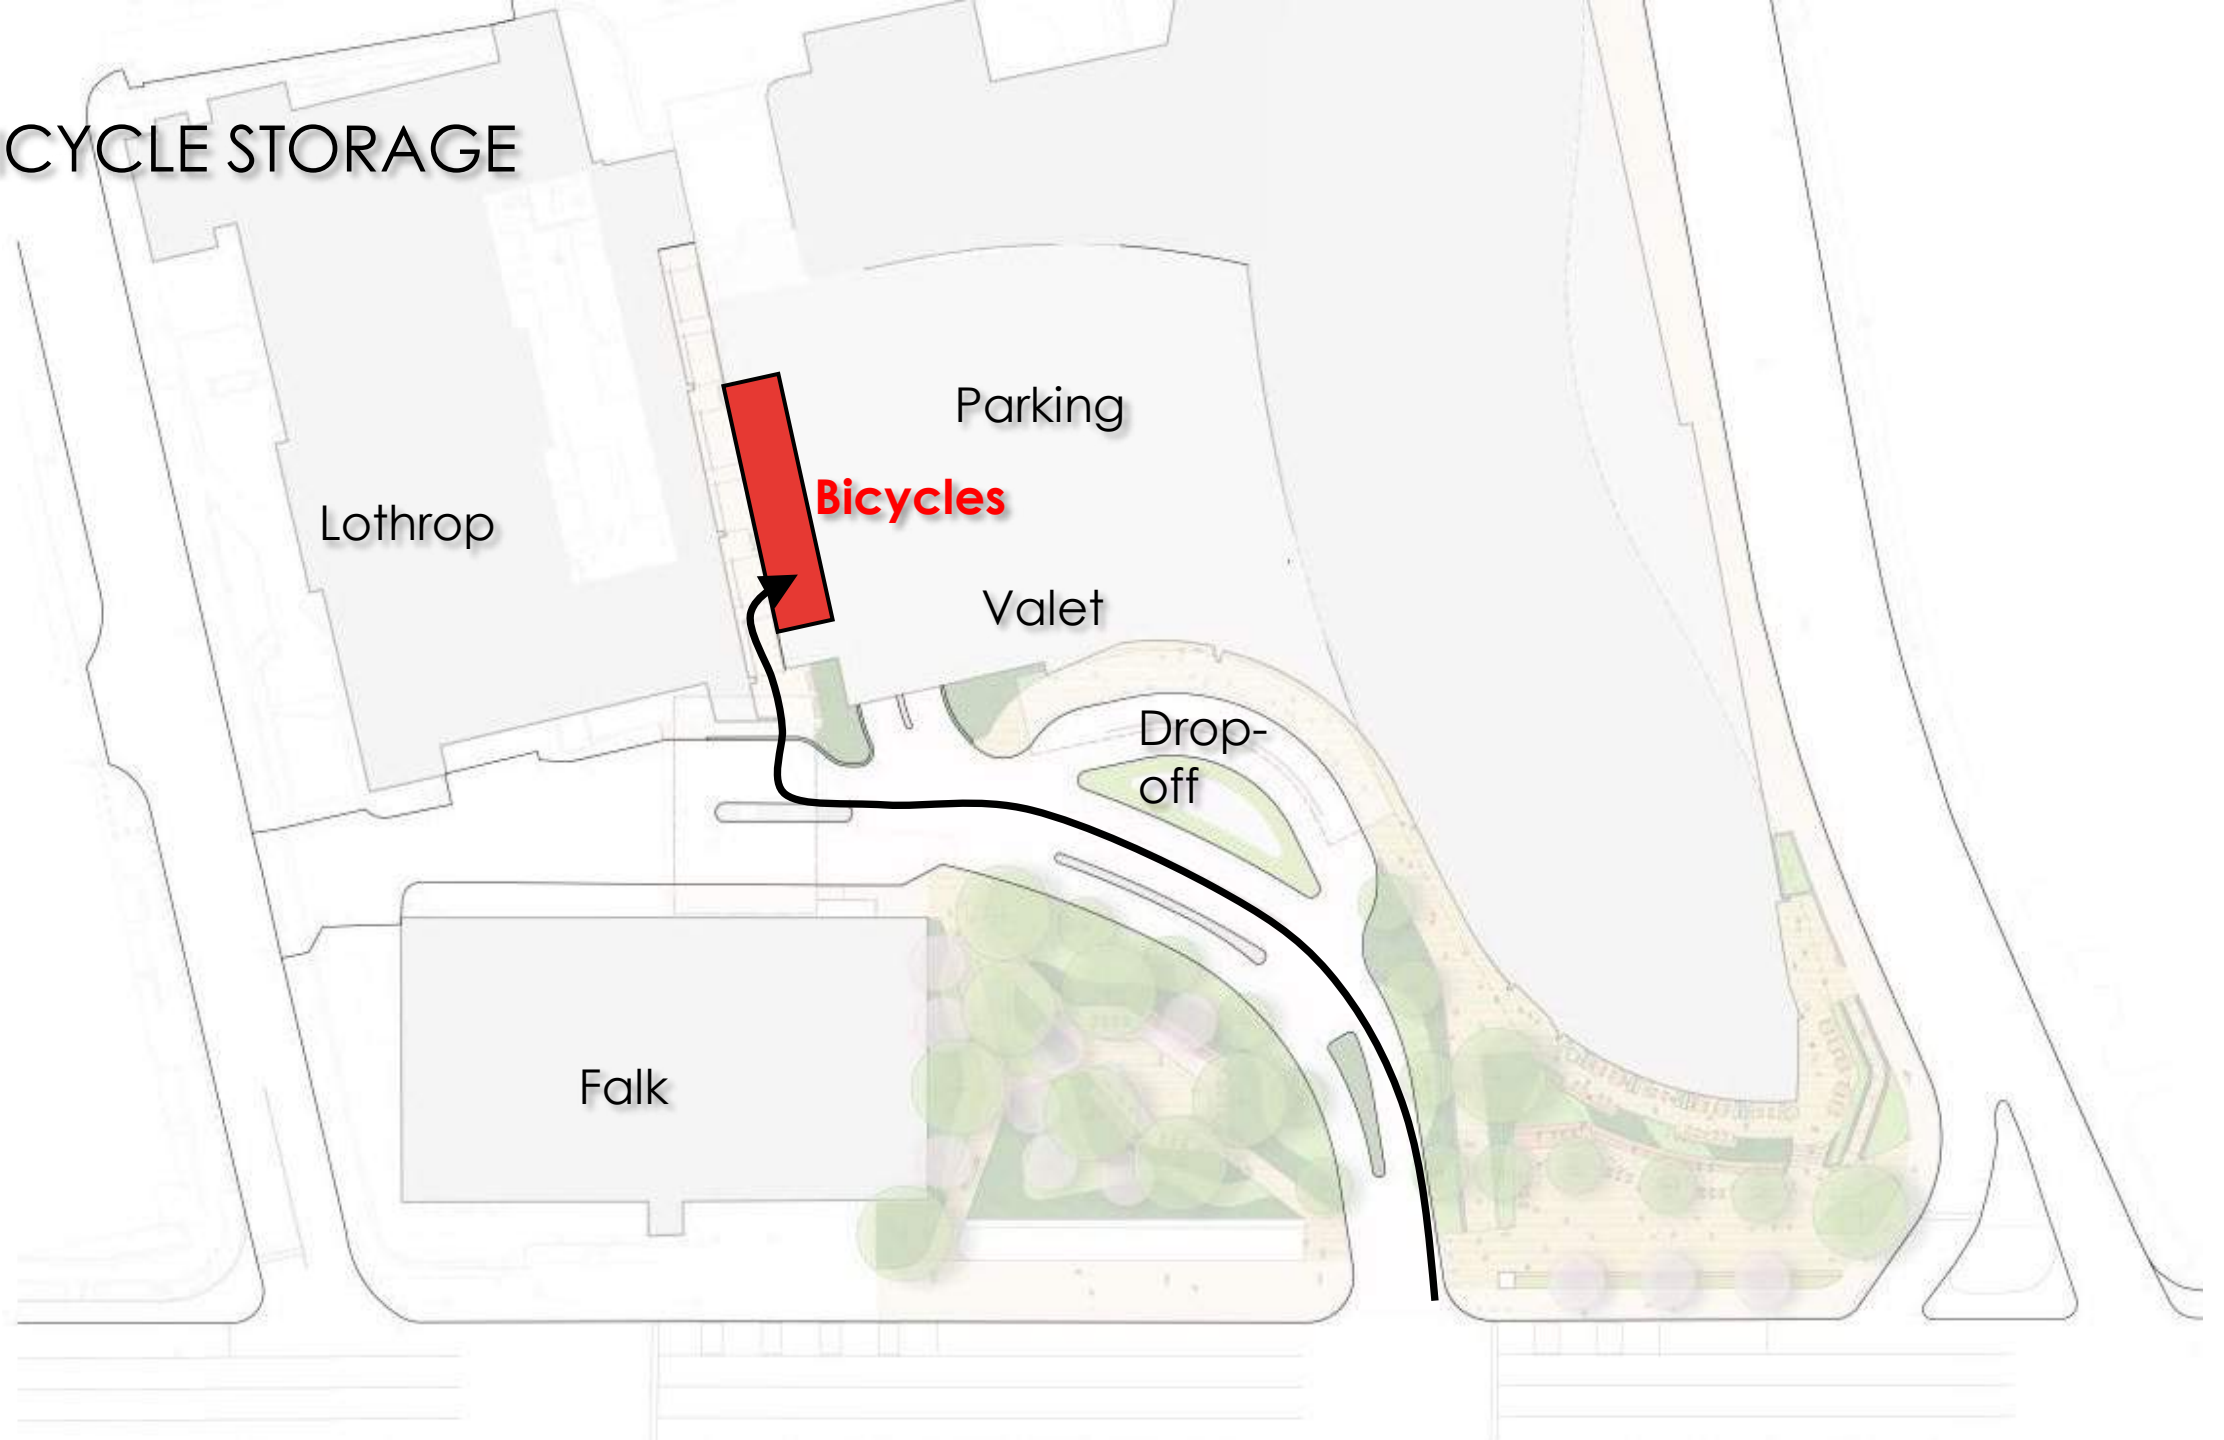 CYCLE STORAGE
Parking
Bicycles
Lothrop
Valet
Drop-
off
Falk